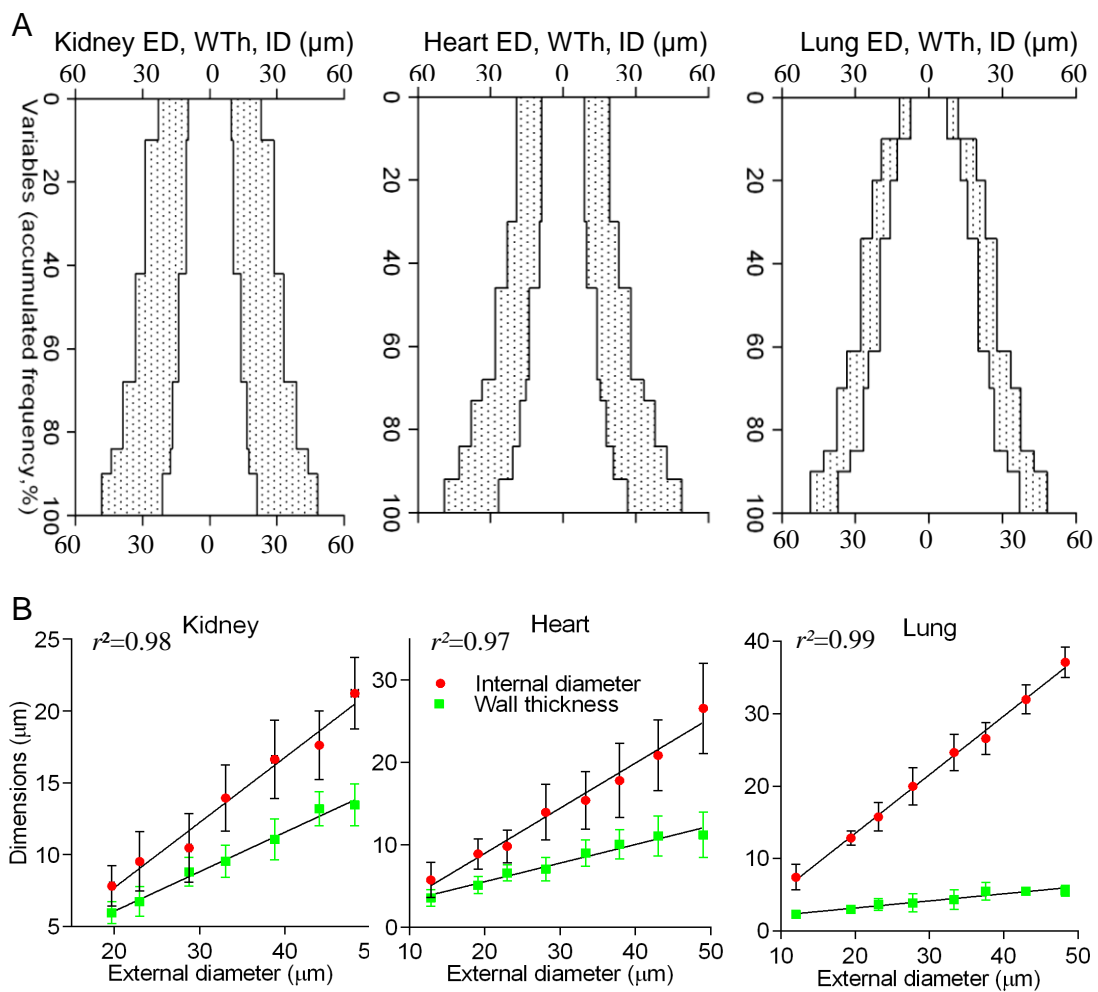 A
Kidney ED, WTh, ID (µm)
Heart ED, WTh, ID (µm)
Lung ED, WTh, ID (µm)
60 30 0 30 60
60 30 0 30 60
60 30 0 30 60
Variables (accumulated frequency,%)
0 20 40 60 80 100
0 20 40 60 80 100
0 20 40 60 80 100
60 30 0 30 60
60 30 0 30 60
60 30 0 30 60
B
Kidney
Heart
Lung
r²=0.98
r²=0.97
r²=0.99
Internal diameter
Wall thickness
Dimensions (µm)
25
20
15
10
5
30
20
10
0
40
30
20
10
0
20 30 40 5
10 20 30 40 50
10 20 30 40 50
External diameter (µm)
External diameter (µm)
External diameter (µm)